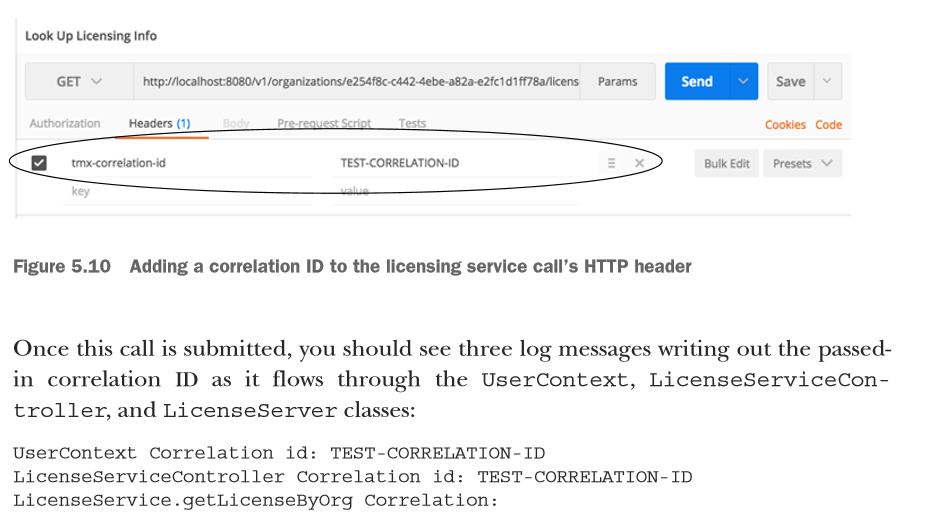 Look Up Licensing Info
GET http://localhost:8080/v1/organizations/e254f8c-c442-4ebe-a82a-e2fc1d1ff78a/licens Params Send Save
Authorization Headers (1) Body Pre-request Script Tests Cookies Code
tmx-correlation-id TEST-CORRELATION-ID Bulk Edit Presets
key value
Figure 5.10 Adding a correlation ID to the licensing service call's HTTP header
Once this call is submitted, you should see three log messages writing out the passed-
in correlation ID as it flows through the UserContext, LicenseServiceCon-
troller, and LicenseServer classes:
UserContext Correlation id: TEST-CORRELATION-ID
LicenseServiceController Correlation id: TEST-CORRELATION-ID
LicenseService.getLicenseByOrg Correlation: